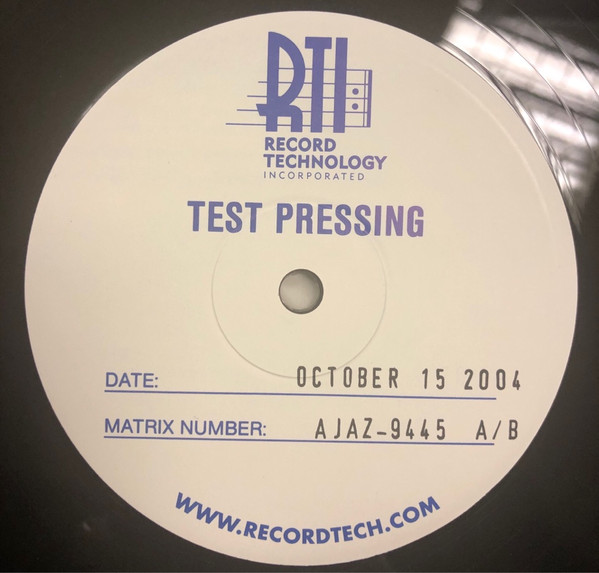 RTI
RECORD
TECHNOLOGY
INCORPORATED
TEST PRESSING
DATE: OCTOBER 15 2004
MATRIX NUMBER: AJAZ-9445 A/B
WWW.RECORDTECH.COM